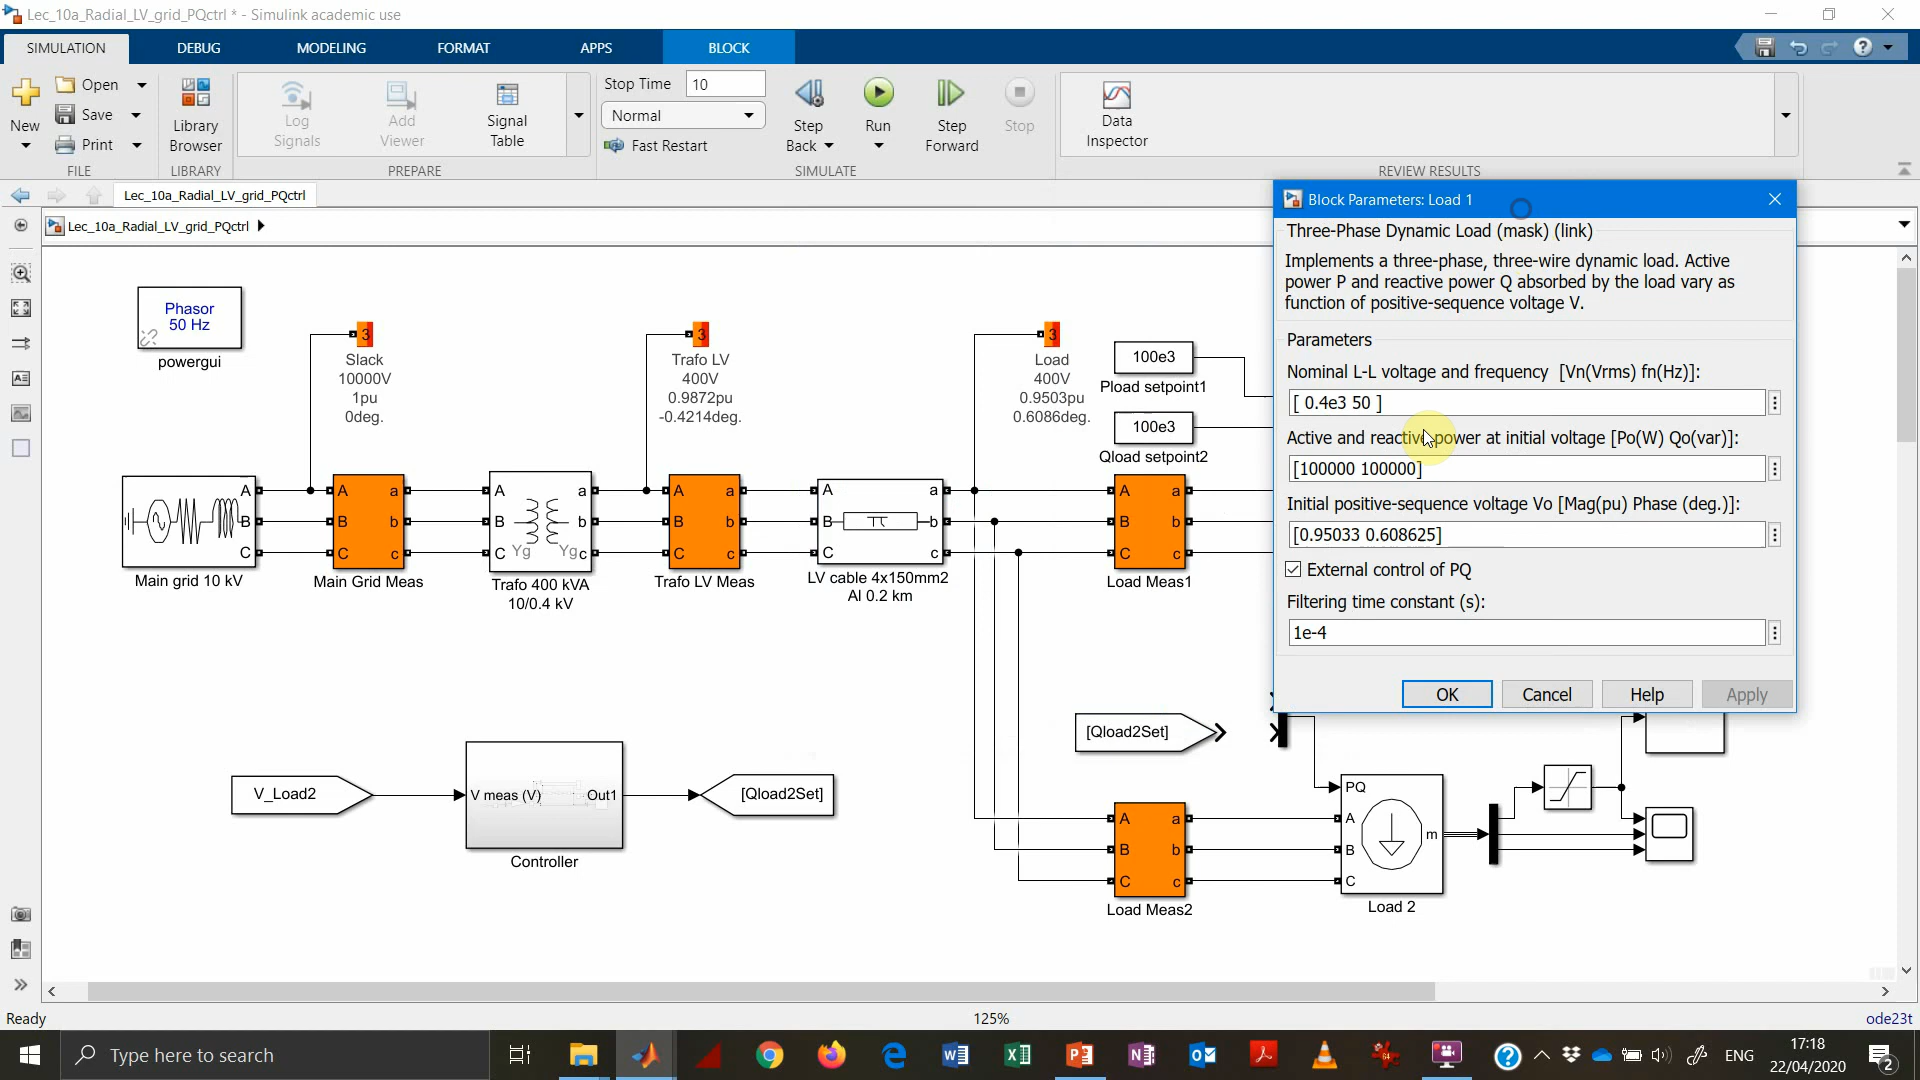 Lec_10a_Radial_LV_grid_PQctrl * - Simulink academic use
SIMULATION DEBUG MODELING FORMAT APPS BLOCK
New
Open
Save
Print
FILE
Library Browser
LIBRARY
Log Signals
Add Viewer
Signal Table
PREPARE
Stop Time 10
Normal
Fast Restart
Step Back
Run
Step Forward
Stop
SIMULATE
Data Inspector
REVIEW RESULTS
Lec_10a_Radial_LV_grid_PQctrl
Lec_10a_Radial_LV_grid_PQctrl
Phasor
50 Hz
powergui
3
Slack
10000V
1pu
0deg.
3
Trafo LV
400V
0.9872pu
-0.4214deg.
3
Load
400V
0.9503pu
0.6086deg.
100e3
Pload setpoint1
100e3
Qload setpoint2
A
B
C
Main grid 10 kV
A a
B b
C c
Main Grid Meas
A a
B b
C c
Yg Yg
Trafo 400 kVA
10/0.4 kV
A a
B b
C c
Trafo LV Meas
A a
B b
C c
LV cable 4x150mm2
Al 0.2 km
A a
B b
C c
Load Meas1
Block Parameters: Load 1
Three-Phase Dynamic Load (mask) (link)
Implements a three-phase, three-wire dynamic load. Active
power P and reactive power Q absorbed by the load vary as
function of positive-sequence voltage V.
Parameters
Nominal L-L voltage and frequency [Vn(Vrms) fn(Hz)]:
[ 0.4e3 50 ]
Active and reactive power at initial voltage [Po(W) Qo(var)]:
[100000 100000]
Initial positive-sequence voltage Vo [Mag(pu) Phase (deg.)]:
[0.95033 0.608625]
External control of PQ
Filtering time constant (s):
1e-4
OK Cancel Help Apply
[Qload2Set]
V_Load2
V meas (V) Out1
Controller
[Qload2Set]
A a
B b
C c
Load Meas2
PQ
A
B
C
m
Load 2
Ready
125%
ode23t
Type here to search
ENG
17:18
22/04/2020
2